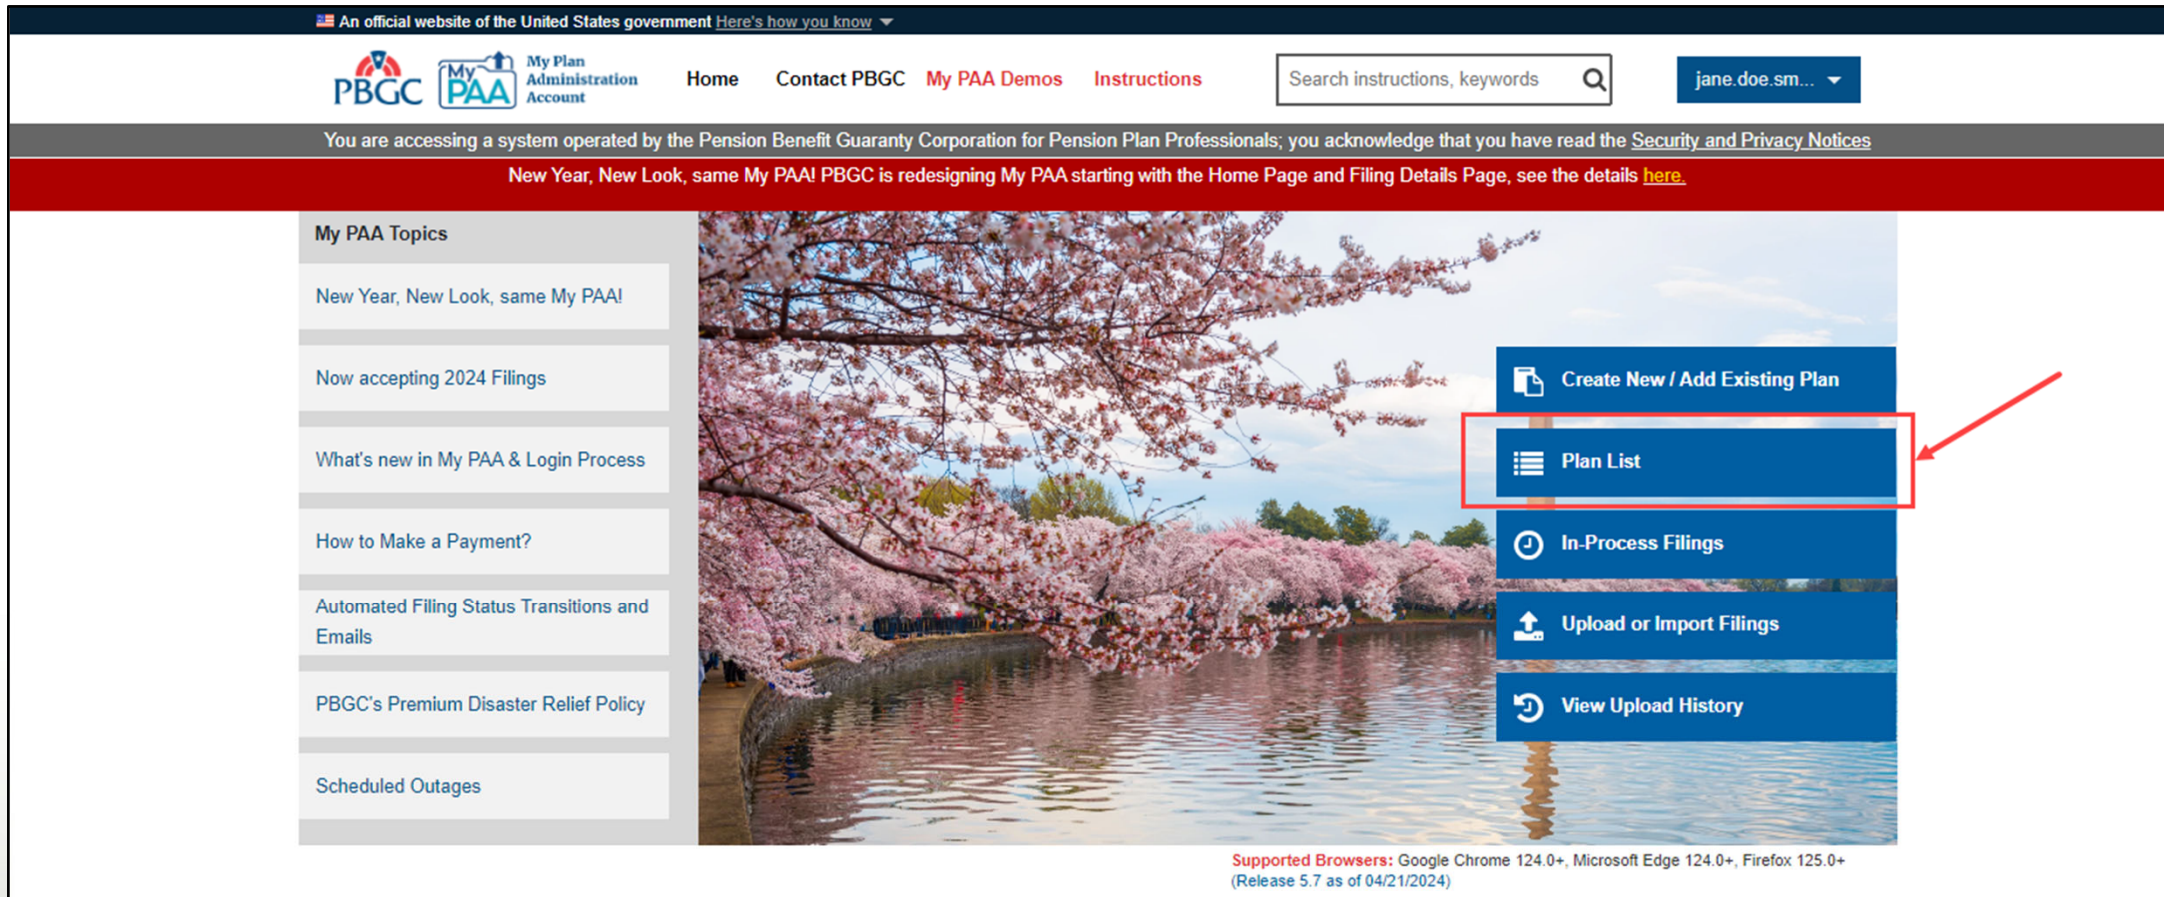 An official website of the United States government Here's how you know
PBGC
My PAA
My Plan
Administration
Account
Home Contact PBGC My PAA Demos Instructions
Search instructions, keywords
jane.doe.sm...
You are accessing a system operated by the Pension Benefit Guaranty Corporation for Pension Plan Professionals; you acknowledge that you have read the Security and Privacy Notices
New Year, New Look, same My PAA! PBGC is redesigning My PAA starting with the Home Page and Filing Details Page, see the details here.
My PAA Topics
New Year, New Look, same My PAA!
Now accepting 2024 Filings
What's new in My PAA & Login Process
How to Make a Payment?
Automated Filing Status Transitions and
Emails
PBGC's Premium Disaster Relief Policy
Scheduled Outages
Create New / Add Existing Plan
Plan List
In-Process Filings
Upload or Import Filings
View Upload History
Supported Browsers: Google Chrome 124.0+, Microsoft Edge 124.0+, Firefox 125.0+
(Release 5.7 as of 04/21/2024)